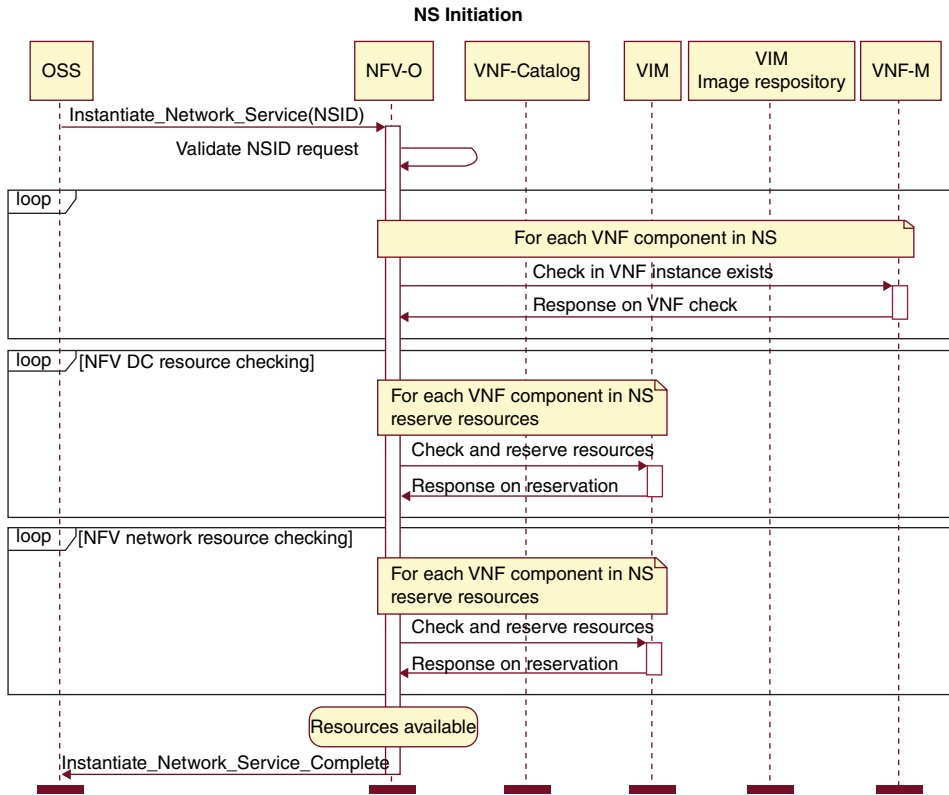 NS Initiation
OSS
NFV-O
VNF-Catalog
VIM
VIM
Image respository
VNF-M
Instantiate_Network_Service(NSID)
Validate NSID request
loop
For each VNF component in NS
Check in VNF instance exists
Response on VNF check
loop
[NFV DC resource checking]
For each VNF component in NS
reserve resources
Check and reserve resources
Response on reservation
loop
[NFV network resource checking]
For each VNF component in NS
reserve resources
Check and reserve resources
Response on reservation
Resources available
Instantiate_Network_Service_Complete